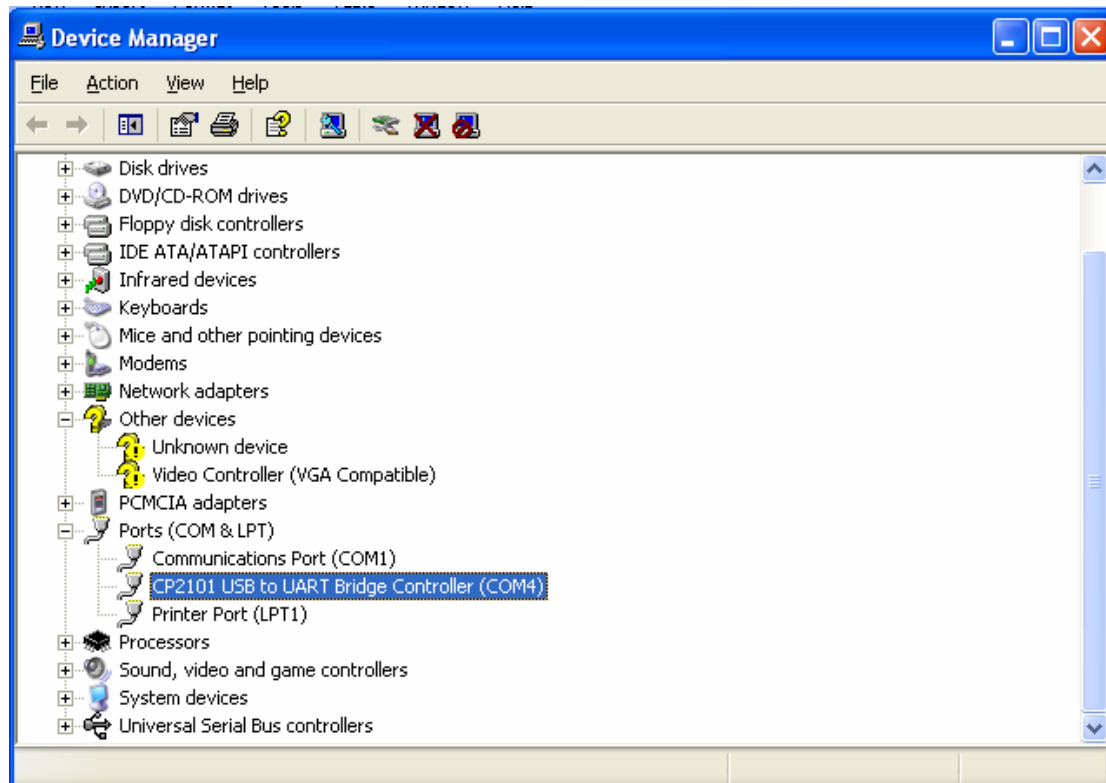 Device Manager
File Action View Help
Disk drives
DVD/CD-ROM drives
Floppy disk controllers
IDE ATA/ATAPI controllers
Infrared devices
Keyboards
Mice and other pointing devices
Modems
Network adapters
Other devices
Unknown device
Video Controller (VGA Compatible)
PCMCIA adapters
Ports (COM & LPT)
Communications Port (COM1)
CP2101 USB to UART Bridge Controller (COM4)
Printer Port (LPT1)
Processors
Sound, video and game controllers
System devices
Universal Serial Bus controllers